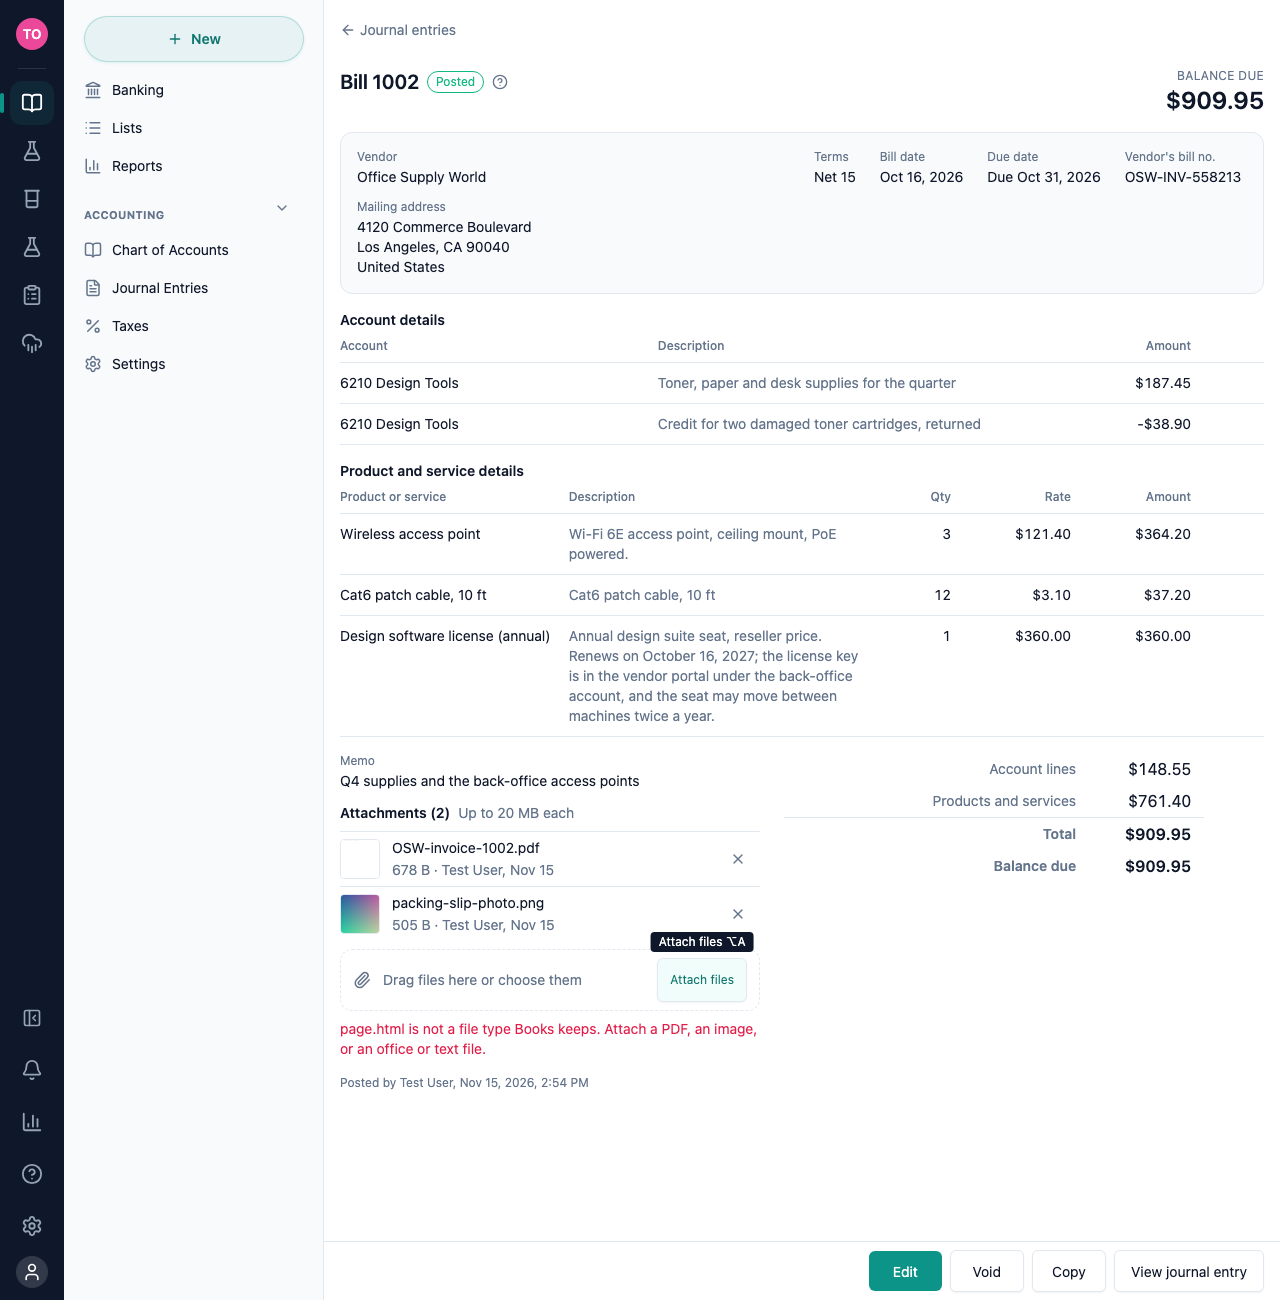 TO
New
Banking
Lists
Reports
ACCOUNTING
Chart of Accounts
Journal Entries
Taxes
Settings
Journal entries
Bill 1002 Posted
BALANCE DUE
$909.95
Vendor
Office Supply World
Mailing address
4120 Commerce Boulevard
Los Angeles, CA 90040
United States
Terms
Net 15
Bill date
Oct 16, 2026
Due date
Due Oct 31, 2026
Vendor's bill no.
OSW-INV-558213
Account details
Account Description Amount
6210 Design Tools Toner, paper and desk supplies for the quarter $187.45
6210 Design Tools Credit for two damaged toner cartridges, returned -$38.90
Product and service details
Product or service Description Qty Rate Amount
Wireless access point Wi-Fi 6E access point, ceiling mount, PoE 3 $121.40 $364.20
powered.
Cat6 patch cable, 10 ft Cat6 patch cable, 10 ft 12 $3.10 $37.20
Design software license (annual) Annual design suite seat, reseller price. 1 $360.00 $360.00
Renews on October 16, 2027; the license key
is in the vendor portal under the back-office
account, and the seat may move between
machines twice a year.
Memo
Q4 supplies and the back-office access points
Attachments (2) Up to 20 MB each
OSW-invoice-1002.pdf
678 B · Test User, Nov 15
packing-slip-photo.png
505 B · Test User, Nov 15
Attach files ⌥A
Drag files here or choose them Attach files
page.html is not a file type Books keeps. Attach a PDF, an image,
or an office or text file.
Posted by Test User, Nov 15, 2026, 2:54 PM
Account lines $148.55
Products and services $761.40
Total $909.95
Balance due $909.95
Edit Void Copy View journal entry